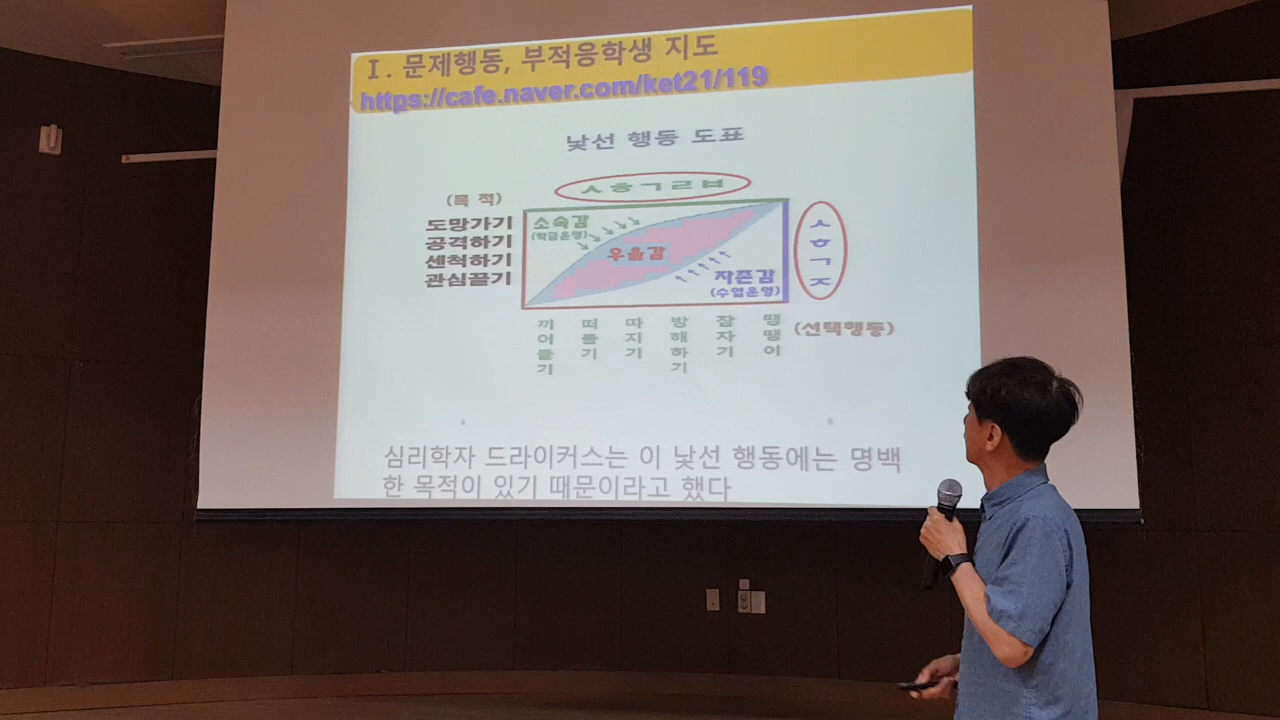 I. 문제행동, 부적응학생 지도
https://cafe.naver.com/ket21/119
낯선 행동 도표
ㅅㅎㄱㄹㅂ
(목 적)
도망가기
공격하기
센척하기
관심끌기
소속감
(학급운영)
우울감
자존감
(수업운영)
ㅅ
ㅎ
ㄱ
ㅈ
끼어들기
떠들기
따지기
방해하기
잠자기
땡땡이
(선택행동)
심리학자 드라이커스는 이 낯선 행동에는 명백
한 목적이 있기 때문이라고 했다